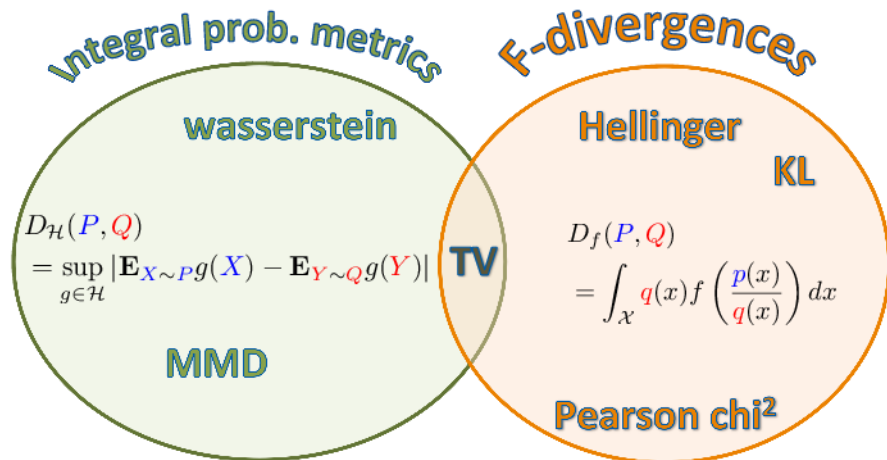 Integral prob. metrics
F-divergences
wasserstein
Hellinger
KL
D_ℋ(P, Q)
= sup_{g∈ℋ} |E_{X∼P} g(X) − E_{Y∼Q} g(Y)|
TV
D_f(P, Q)
= ∫_𝒳 q(x) f (p(x)/q(x)) dx
MMD
Pearson chi²